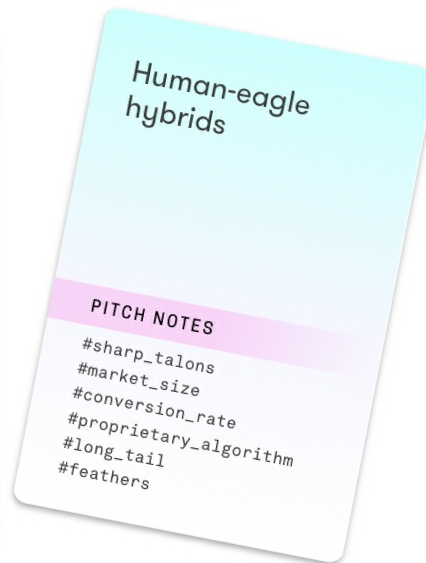 Human-eagle
hybrids
PITCH NOTES
#sharp_talons
#market_size
#conversion_rate
#proprietary_algorithm
#long_tail
#feathers